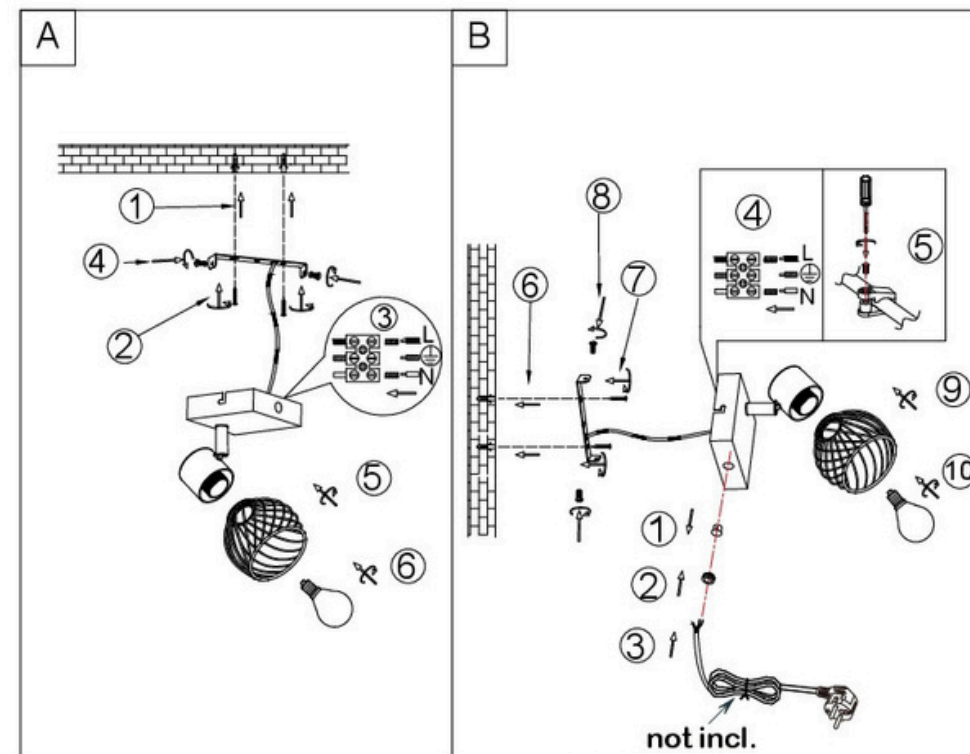 A
①
④
②
③
L
N
⑤
⑥
B
⑧
⑥
⑦
④
L
N
⑤
⑨
⑩
①
②
③
not incl.